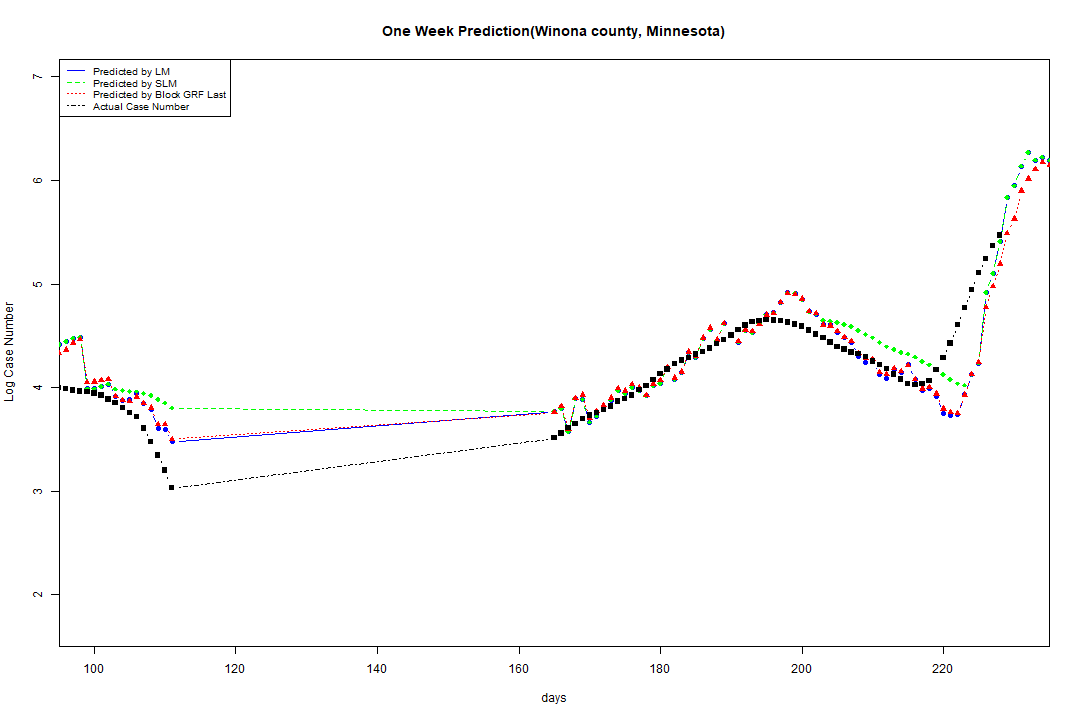 One Week Prediction(Winona county, Minnesota)
Predicted by LM
Predicted by SLM
Predicted by Block GRF Last
Actual Case Number
Log Case Number
7
6
5
4
3
2
100 120 140 160 180 200 220
days